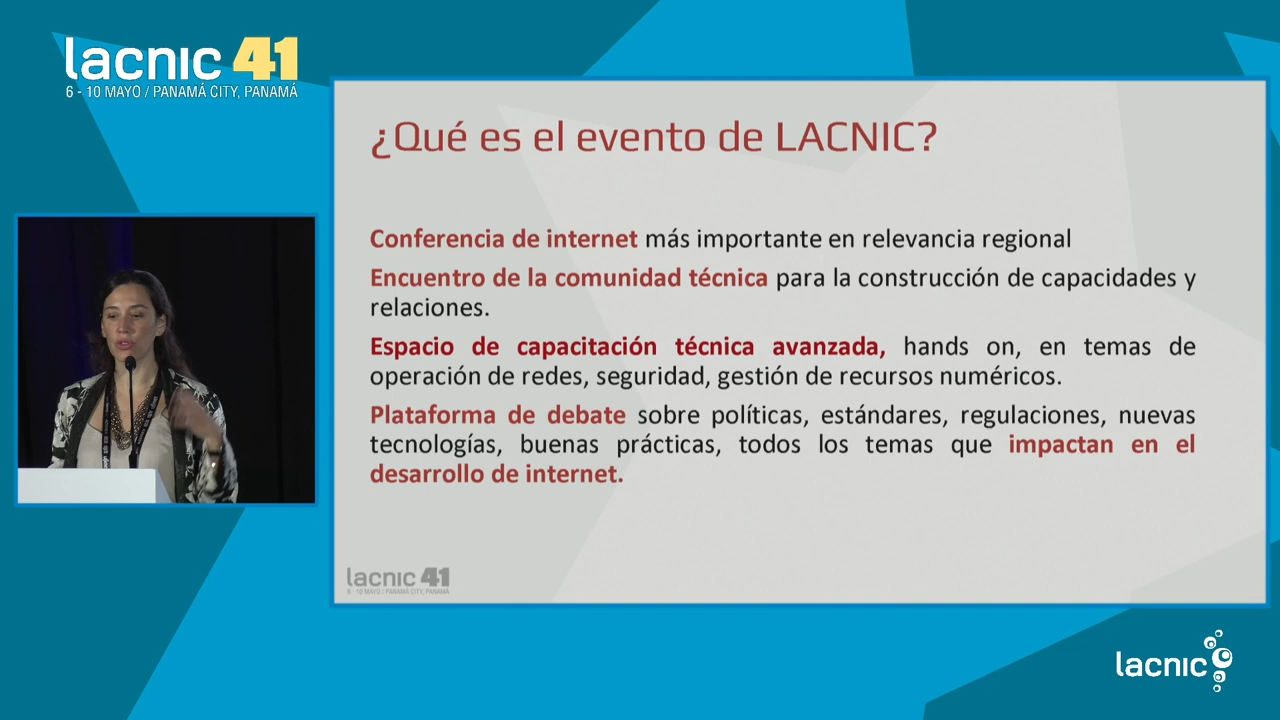 lacnic 41
6 - 10 MAYO / PANAMÁ CITY, PANAMÁ
¿Qué es el evento de LACNIC?
Conferencia de internet más importante en relevancia regional
Encuentro de la comunidad técnica para la construcción de capacidades y
relaciones.
Espacio de capacitación técnica avanzada, hands on, en temas de
operación de redes, seguridad, gestión de recursos numéricos.
Plataforma de debate sobre políticas, estándares, regulaciones, nuevas
tecnologías, buenas prácticas, todos los temas que impactan en el
desarrollo de internet.
lacnic 41
6 - 10 MAYO / PANAMÁ CITY, PANAMÁ
lacnic